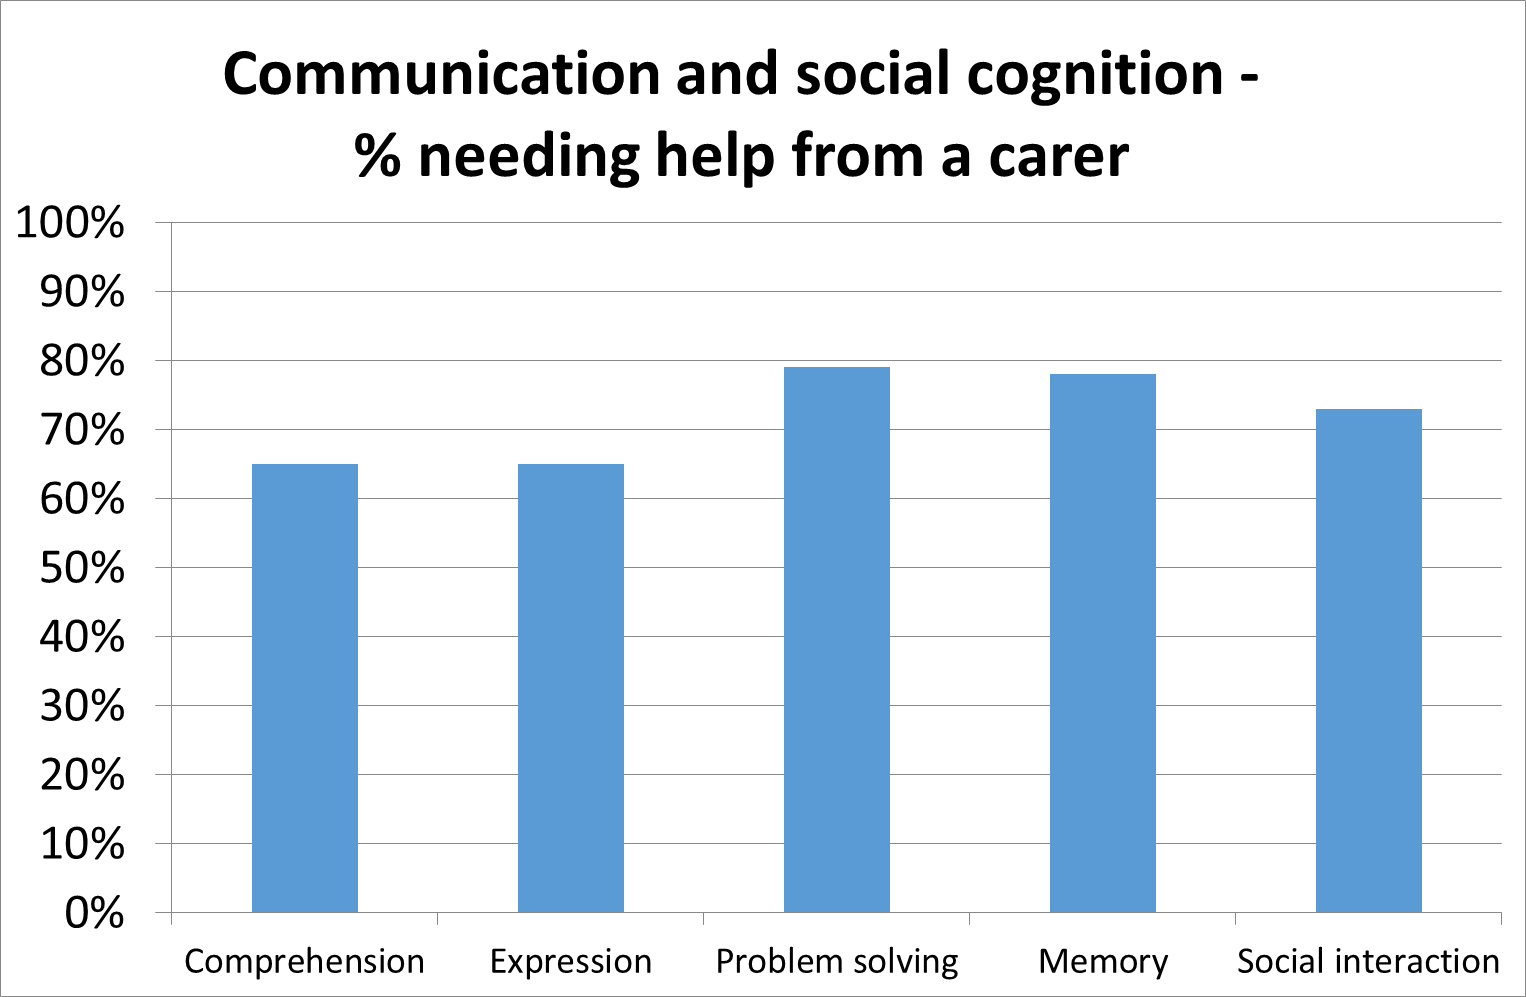 Communication and social cognition -
% needing help from a carer
100%
90%
80%
70%
60%
50%
40%
30%
20%
10%
0%
Comprehension
Expression
Problem solving
Memory
Social interaction